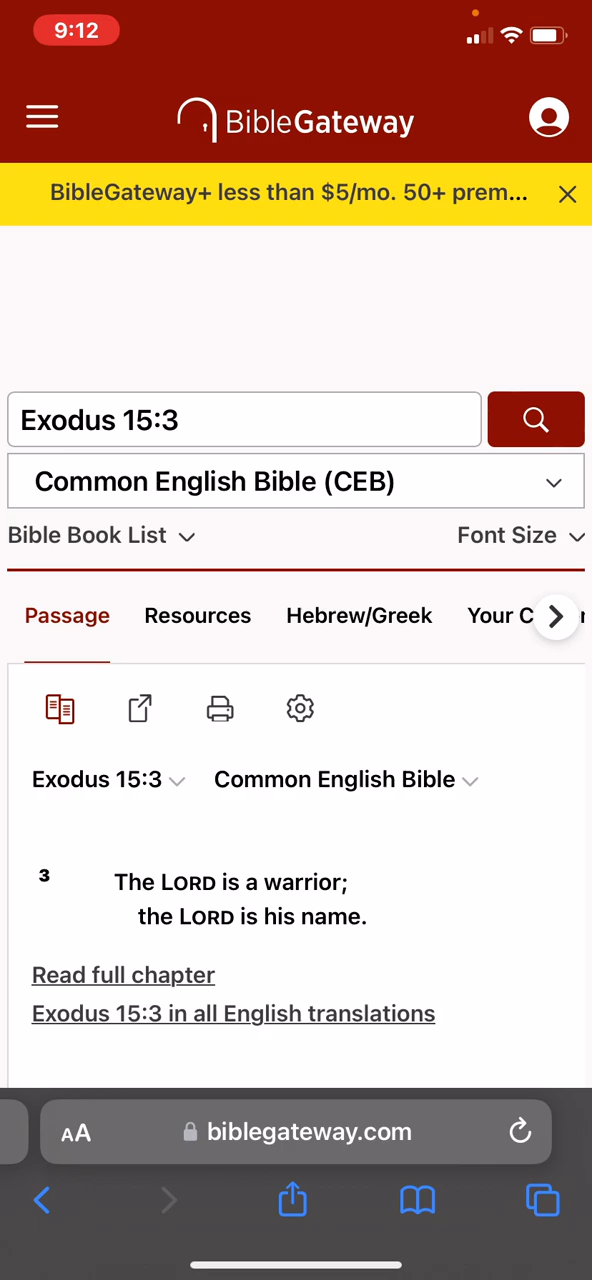 9:12
BibleGateway
BibleGateway+ less than $5/mo. 50+ prem...
Exodus 15:3
Common English Bible (CEB)
Bible Book List Font Size
Passage Resources Hebrew/Greek Your C
Exodus 15:3 Common English Bible
3 The LORD is a warrior;
the LORD is his name.
Read full chapter
Exodus 15:3 in all English translations
AA biblegateway.com